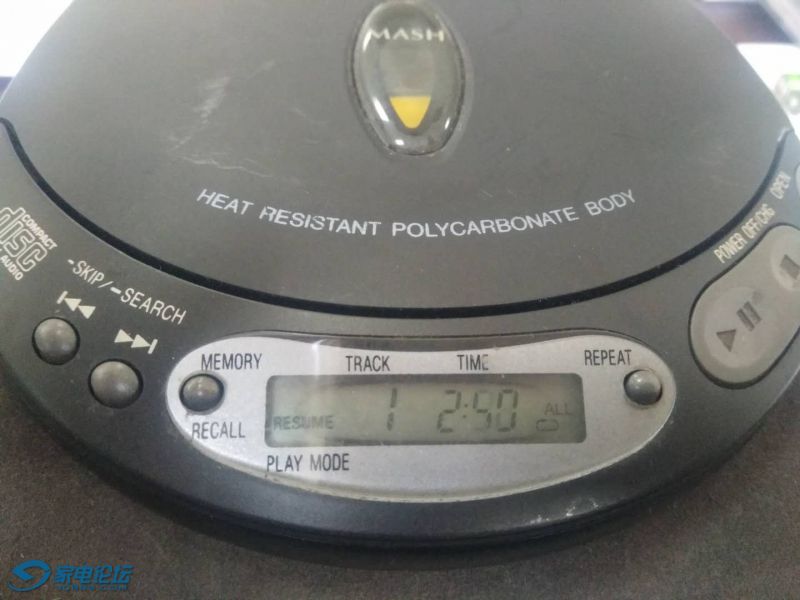 MASH
HEAT RESISTANT POLYCARBONATE BODY
COMPACT
disc
AUDIO
-SKIP/-SEARCH
POWER OFF/CHG
OPEN
MEMORY
TRACK
TIME
REPEAT
RECALL
RESUME 1 2:50 ALL
PLAY MODE
家电论坛